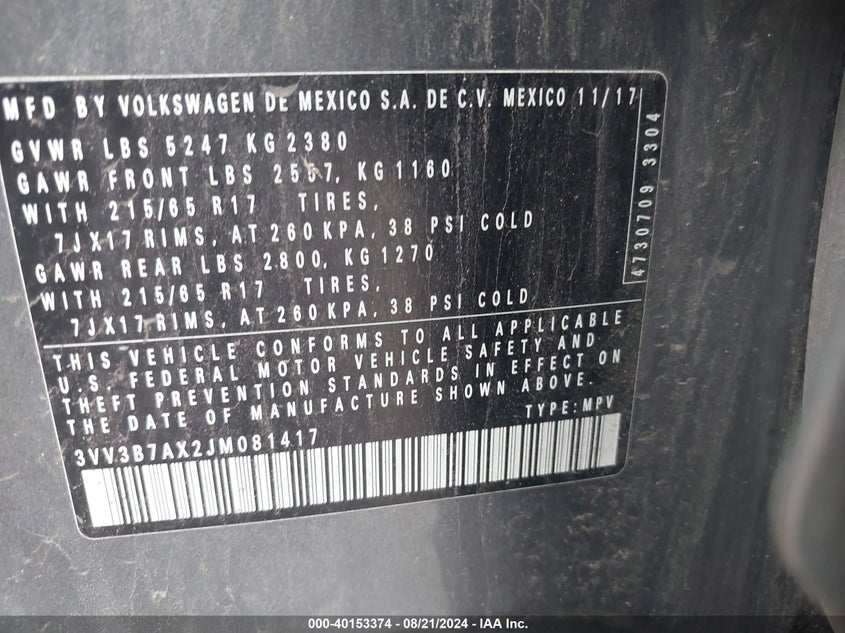 MFD BY VOLKSWAGEN DE MEXICO S.A. DE C.V. MEXICO 11/17
GVWR LBS 5247 KG 2380
GAWR FRONT LBS 2557, KG 1160
WITH 215/65 R17 TIRES,
7JX17 RIMS, AT 260 KPA, 38 PSI COLD
GAWR REAR LBS 2800, KG 1270
WITH 215/65 R17 TIRES,
7JX17 RIMS, AT 260 KPA, 38 PSI COLD
4730709 3304
THIS VEHICLE CONFORMS TO ALL APPLICABLE
U.S. FEDERAL MOTOR VEHICLE SAFETY AND
THEFT PREVENTION STANDARDS IN EFFECT ON
THE DATE OF MANUFACTURE SHOWN ABOVE.
3VV3B7AX2JM081417 TYPE: MPV
000-40153374 - 08/21/2024 - IAA Inc.